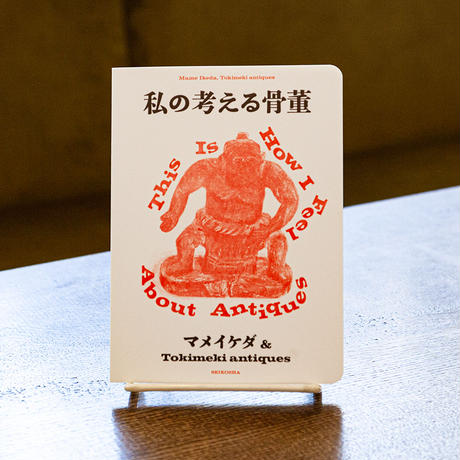 Mame Ikeda, Tokimeki antiques
私の考える骨董
This Is How I Feel
About Antiques
マメイケダ &
Tokimeki antiques
SEIKOSHA